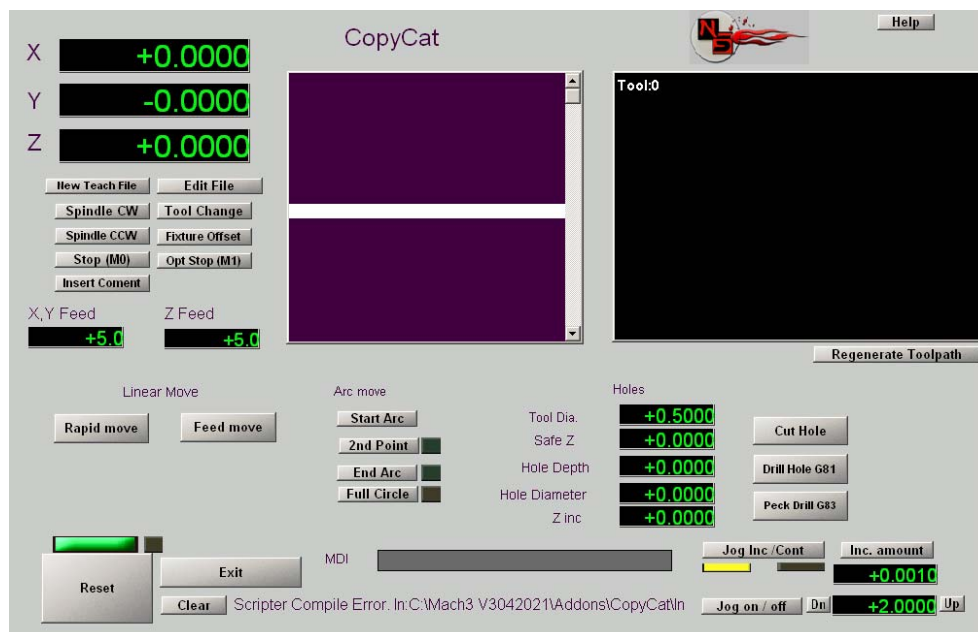 CopyCat
NS
Help
X +0.0000
Y -0.0000
Z +0.0000
Tool:0
New Teach File Edit File
Spindle CW Tool Change
Spindle CCW Fixture Offset
Stop (M0) Opt Stop (M1)
Insert Coment
X,Y Feed Z Feed
+5.0 +5.0
Regenerate Toolpath
Linear Move
Rapid move Feed move
Arc move
Start Arc
2nd Point
End Arc
Full Circle
Holes
Tool Dia. +0.5000
Safe Z +0.0000
Hole Depth +0.0000
Hole Diameter +0.0000
Z inc +0.0000
Cut Hole
Drill Hole G81
Peck Drill G83
Reset
Exit
MDI
Jog Inc /Cont Inc. amount
+0.0010
Clear Scripter Compile Error. In:C:\Mach3 V3042021\Addons\CopyCat\In
Jog on / off Dn +2.0000 Up